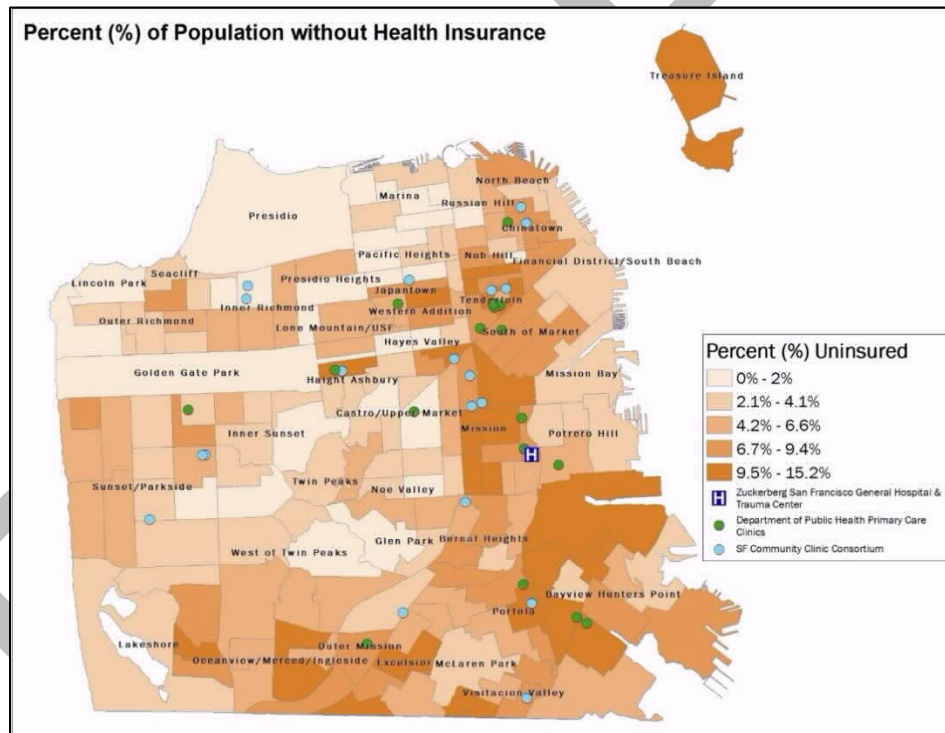 Percent (%) of Population without Health Insurance
Treasure Island
North Beach
Marina
Russian Hill
Presidio
Chinatown
Pacific Heights
Nob Hill
Financial District/South Beach
Seacliff
Lincoln Park
Presidio Heights
Japantown
Tenderloin
Inner Richmond
Western Addition
Outer Richmond
Lone Mountain/USF
South of Market
Hayes Valley
Golden Gate Park
Mission Bay
Haight Ashbury
Castro/Upper Market
Inner Sunset
Mission
Potrero Hill
Twin Peaks
Sunset/Parkside
Noe Valley
Glen Park
Bernal Heights
West of Twin Peaks
Bayview Hunters Point
Portola
Lakeshore
Outer Mission
Oceanview/Merced/Ingleside
Excelsior
McLaren Park
Visitacion Valley
H
Percent (%) Uninsured
0% - 2%
2.1% - 4.1%
4.2% - 6.6%
6.7% - 9.4%
9.5% - 15.2%
H
Zuckerberg San Francisco General Hospital &
Trauma Center
Department of Public Health Primary Care
Clinics
SF Community Clinic Consortium